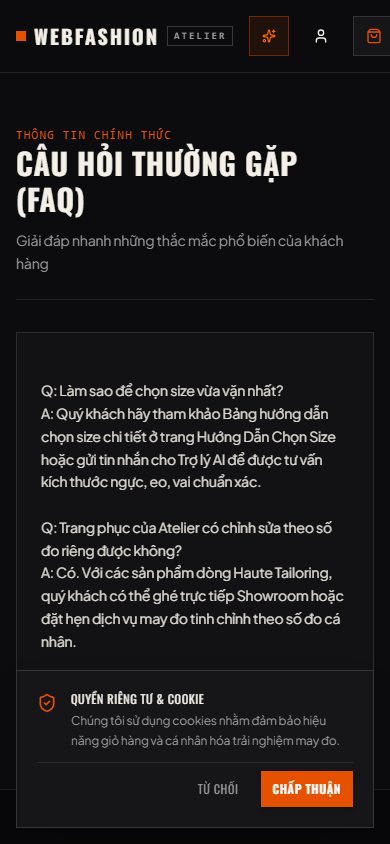 WEBFASHION ATELIER
THÔNG TIN CHÍNH THỨC
CÂU HỎI THƯỜNG GẶP
(FAQ)
Giải đáp nhanh những thắc mắc phổ biến của khách
hàng
Q: Làm sao để chọn size vừa vặn nhất?
A: Quý khách hãy tham khảo Bảng hướng dẫn
chọn size chi tiết ở trang Hướng Dẫn Chọn Size
hoặc gửi tin nhắn cho Trợ lý AI để được tư vấn
kích thước ngực, eo, vai chuẩn xác.
Q: Trang phục của Atelier có chỉnh sửa theo số
đo riêng được không?
A: Có. Với các sản phẩm dòng Haute Tailoring,
quý khách có thể ghé trực tiếp Showroom hoặc
đặt hẹn dịch vụ may đo tinh chỉnh theo số đo cá
nhân.
QUYỀN RIÊNG TƯ & COOKIE
Chúng tôi sử dụng cookies nhằm đảm bảo hiệu
năng giỏ hàng và cá nhân hóa trải nghiệm may đo.
TỪ CHỐI
CHẤP THUẬN